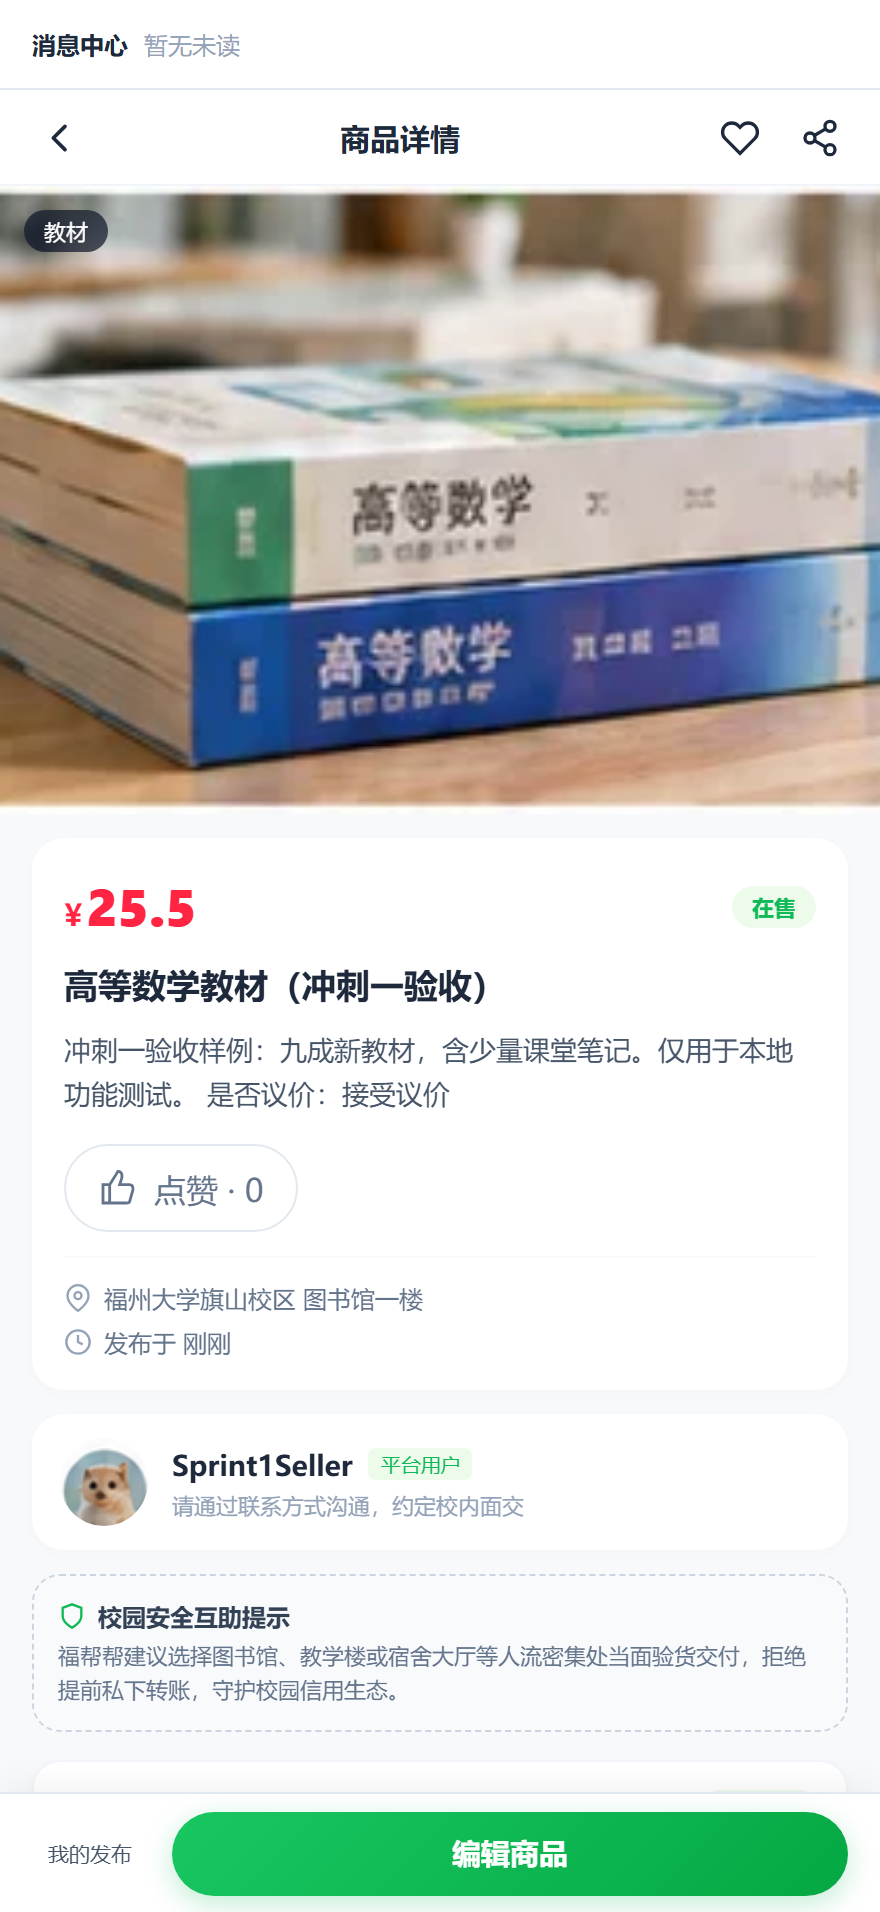 消息中心 暂无未读
商品详情
教材
高等数学
高等数学
¥25.5
在售
高等数学教材（冲刺一验收）
冲刺一验收样例：九成新教材，含少量课堂笔记。仅用于本地
功能测试。 是否议价：接受议价
点赞 · 0
福州大学旗山校区 图书馆一楼
发布于 刚刚
Sprint1Seller 平台用户
请通过联系方式沟通，约定校内面交
校园安全互助提示
福帮帮建议选择图书馆、教学楼或宿舍大厅等人流密集处当面验货交付，拒绝
提前私下转账，守护校园信用生态。
我的发布
编辑商品